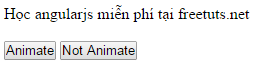 Học angularjs miễn phí tại freetuts.net
Animate Not Animate